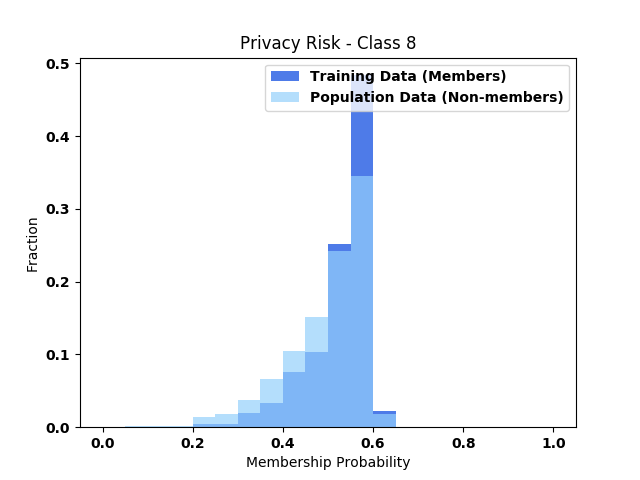 Privacy Risk - Class 8
Training Data (Members)
Population Data (Non-members)
0.5
0.4
0.3
0.2
0.1
0.0
Fraction
0.0 0.2 0.4 0.6 0.8 1.0
Membership Probability